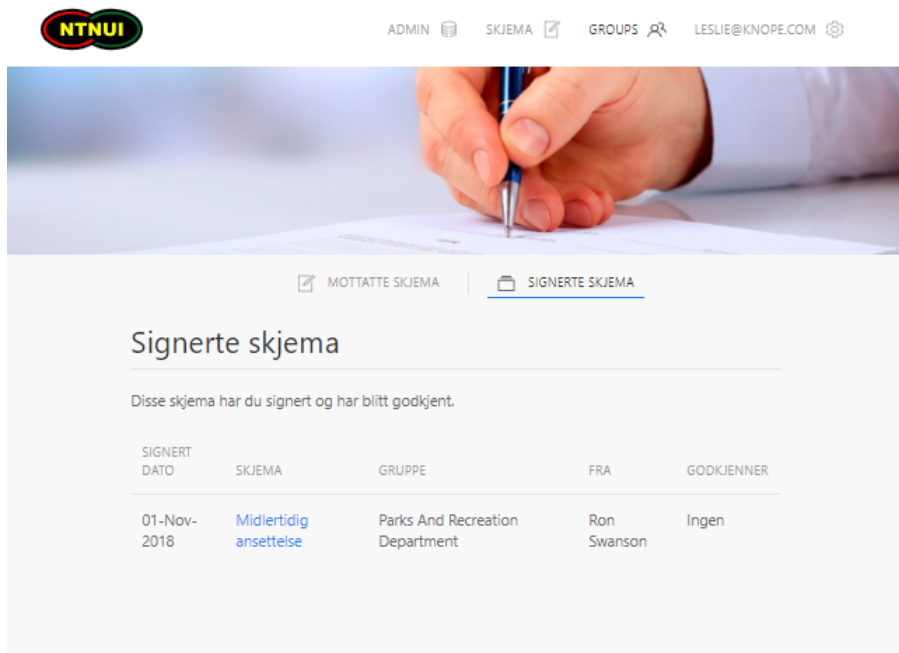 NTNUI
ADMIN SKJEMA GROUPS LESLIE@KNOPE.COM
MOTTATTE SKJEMA SIGNERTE SKJEMA
Signerte skjema
Disse skjema har du signert og har blitt godkjent.
SIGNERT
DATO SKJEMA GRUPPE FRA GODKJENNER
01-Nov- Midlertidig Parks And Recreation Ron Ingen
2018 ansettelse Department Swanson